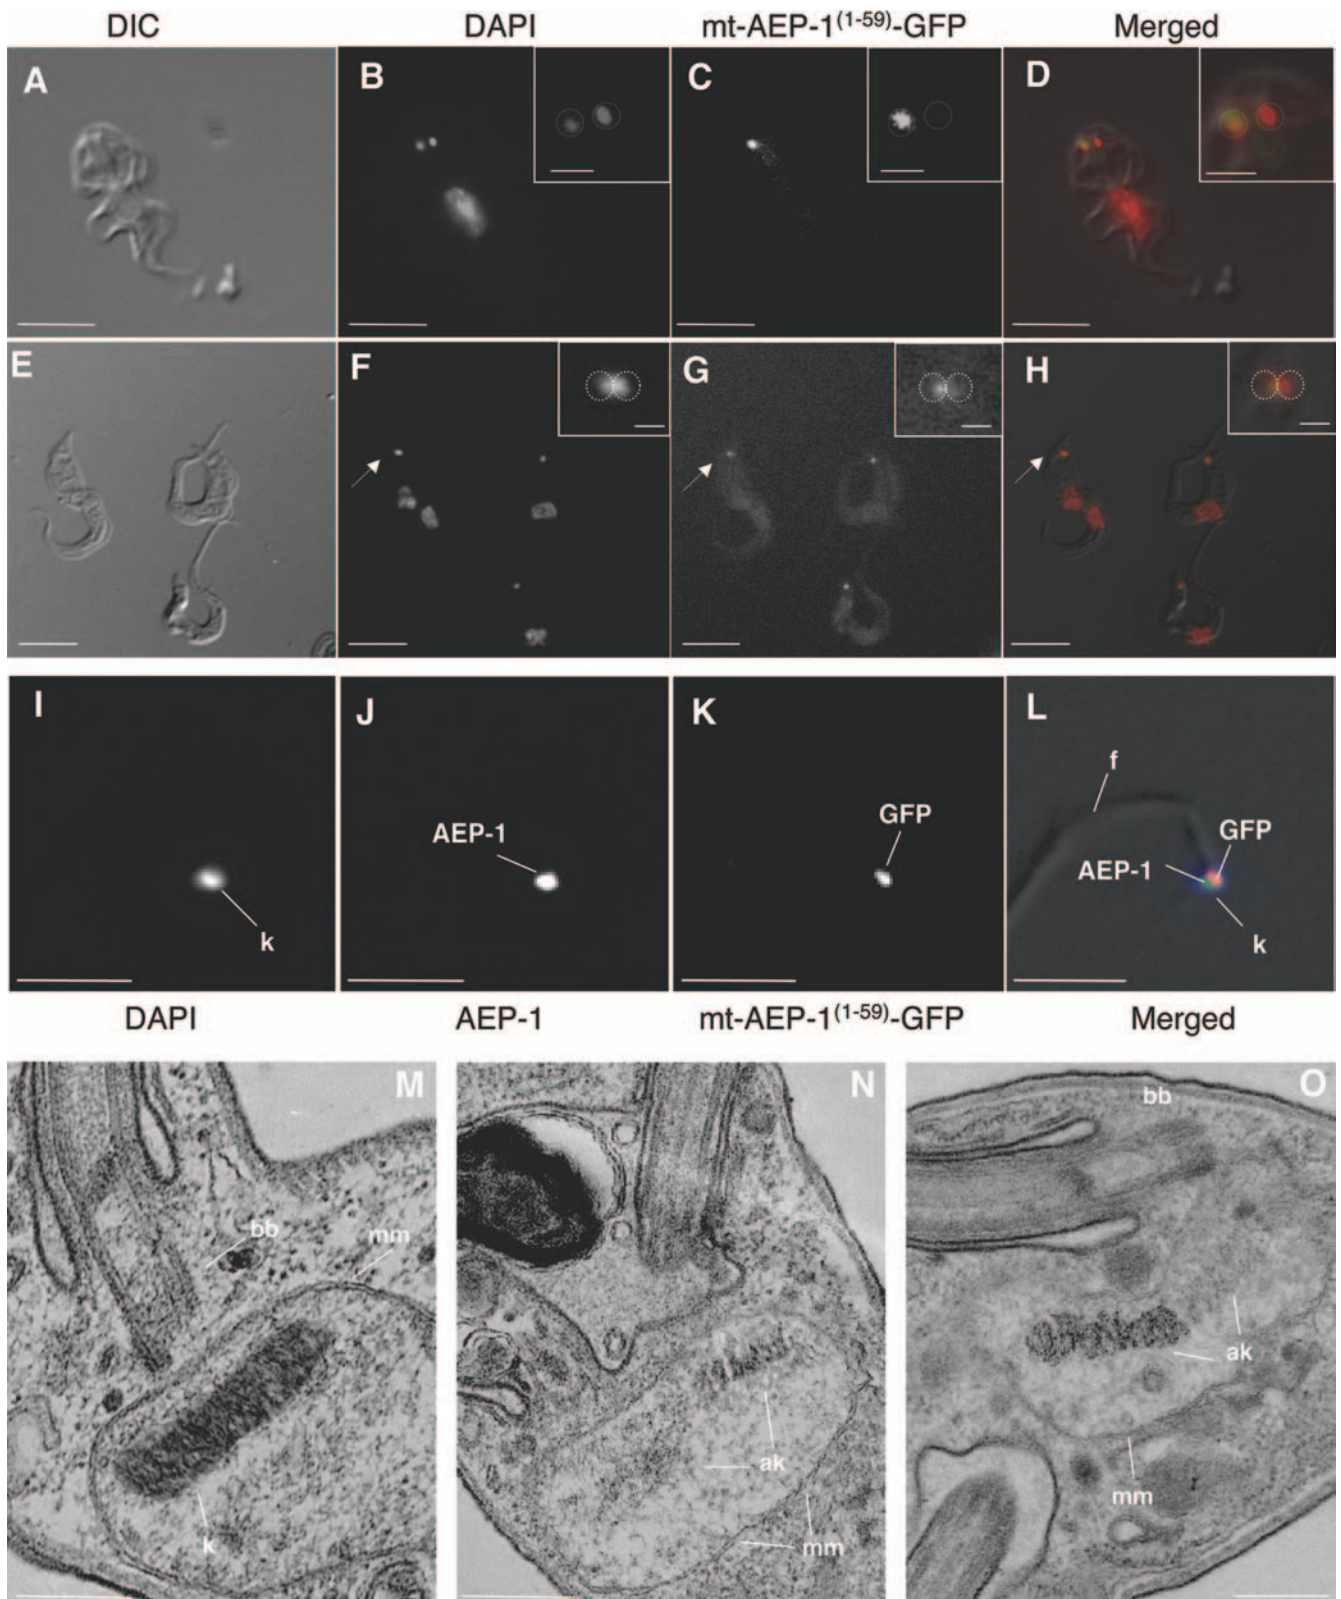 DIC DAPI mt-AEP-1(1-59)-GFP Merged
A B C D
E F G H
I J K L
k
AEP-1
GFP
f
GFP
AEP-1
k
DAPI AEP-1 mt-AEP-1(1-59)-GFP Merged
M N O
bb
mm
k
ak
mm
bb
ak
mm